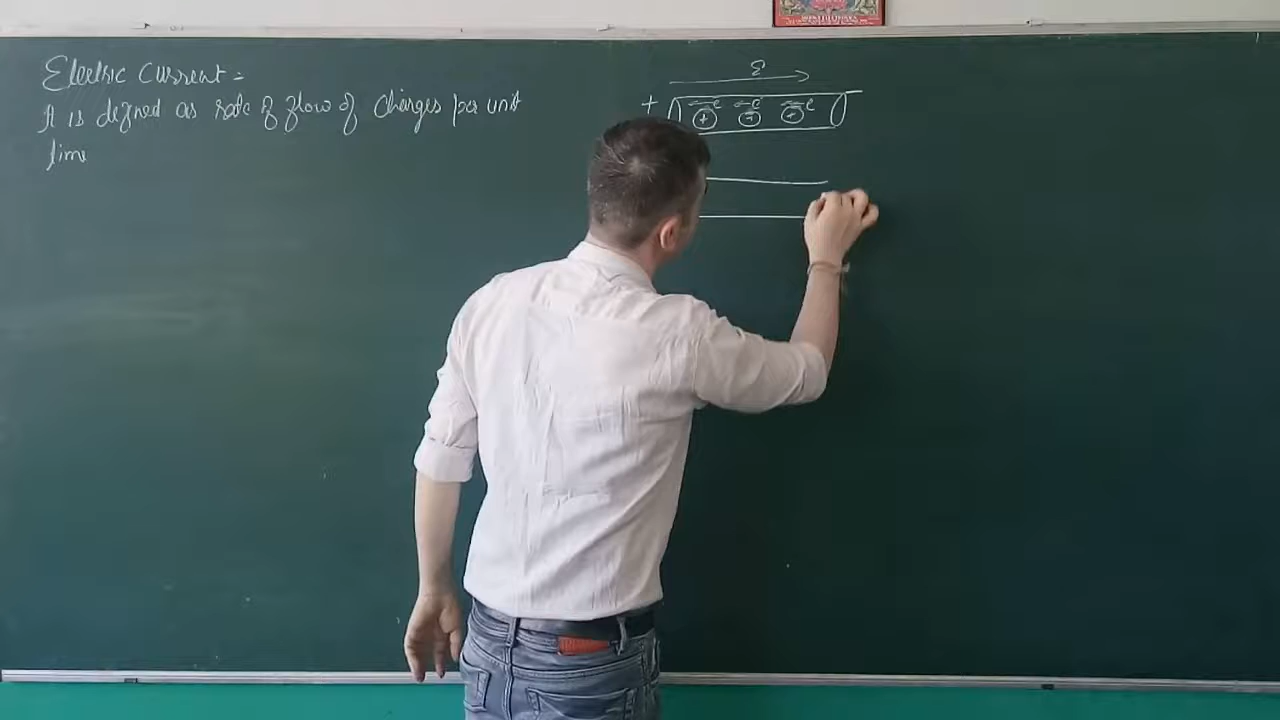 Electric Current =
It is defined as rate of flow of charges per unit
time
E
+ -
-e -e -e
+ + +